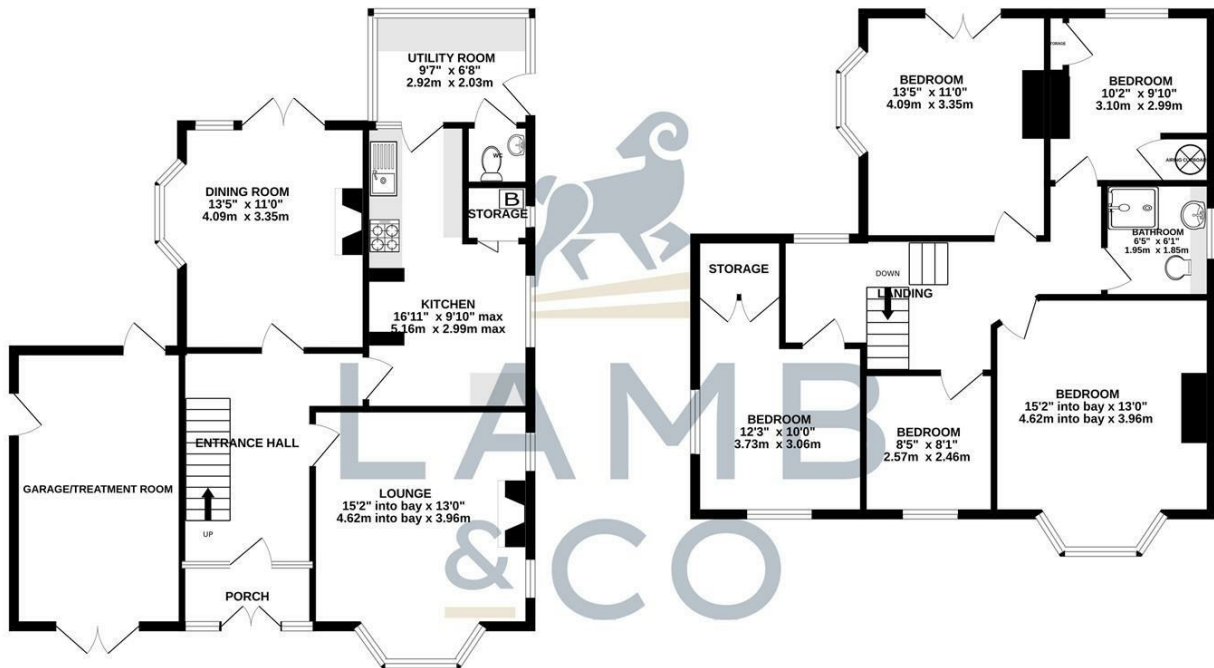 UTILITY ROOM
9'7" x 6'8"
2.92m x 2.03m
WC
DINING ROOM
13'5" x 11'0"
4.09m x 3.35m
B
STORAGE
KITCHEN
16'11" x 9'10" max
5.16m x 2.99m max
ENTRANCE HALL
UP
GARAGE/TREATMENT ROOM
LOUNGE
15'2" into bay x 13'0"
4.62m into bay x 3.96m
PORCH
BEDROOM
13'5" x 11'0"
4.09m x 3.35m
STORAGE
BEDROOM
10'2" x 9'10"
3.10m x 2.99m
AIRING CUPBOARD
BATHROOM
6'5" x 6'1"
1.95m x 1.85m
STORAGE
DOWN
LANDING
BEDROOM
12'3" x 10'0"
3.73m x 3.06m
BEDROOM
8'5" x 8'1"
2.57m x 2.46m
BEDROOM
15'2" into bay x 13'0"
4.62m into bay x 3.96m
LAMB
& CO